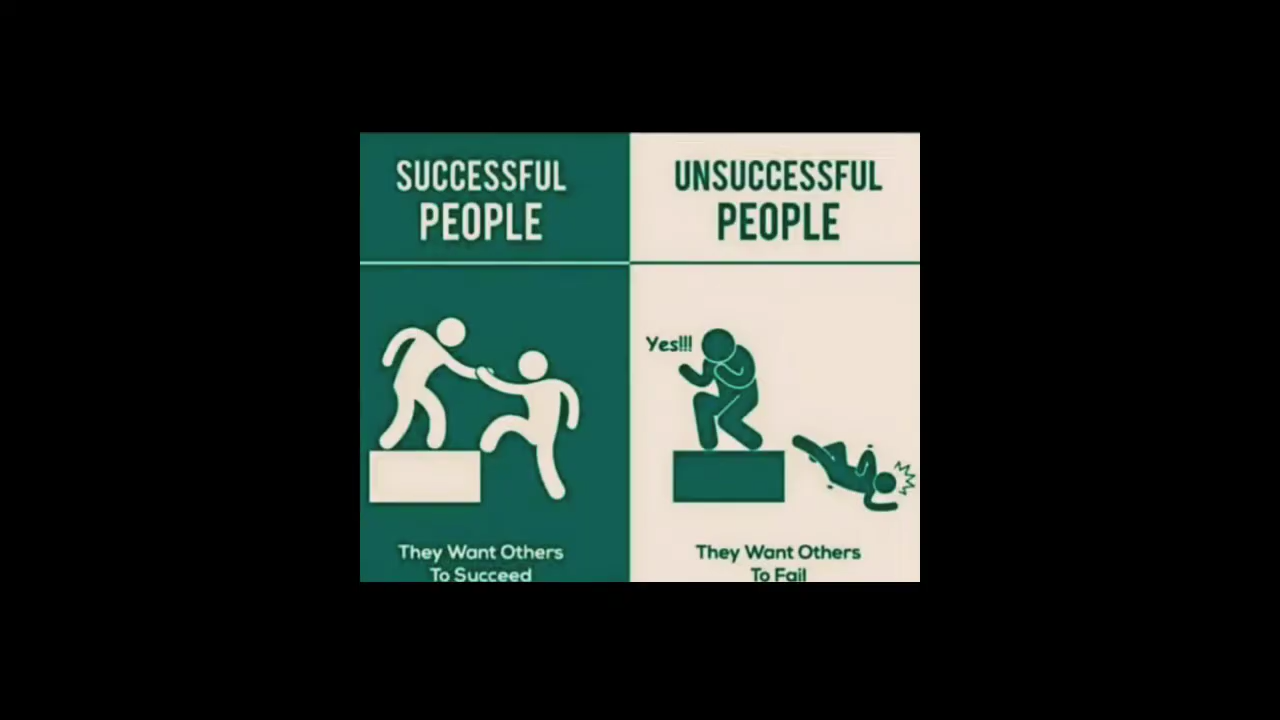 SUCCESSFUL
PEOPLE
They Want Others
To Succeed
UNSUCCESSFUL
PEOPLE
Yes!!!
They Want Others
To Fail